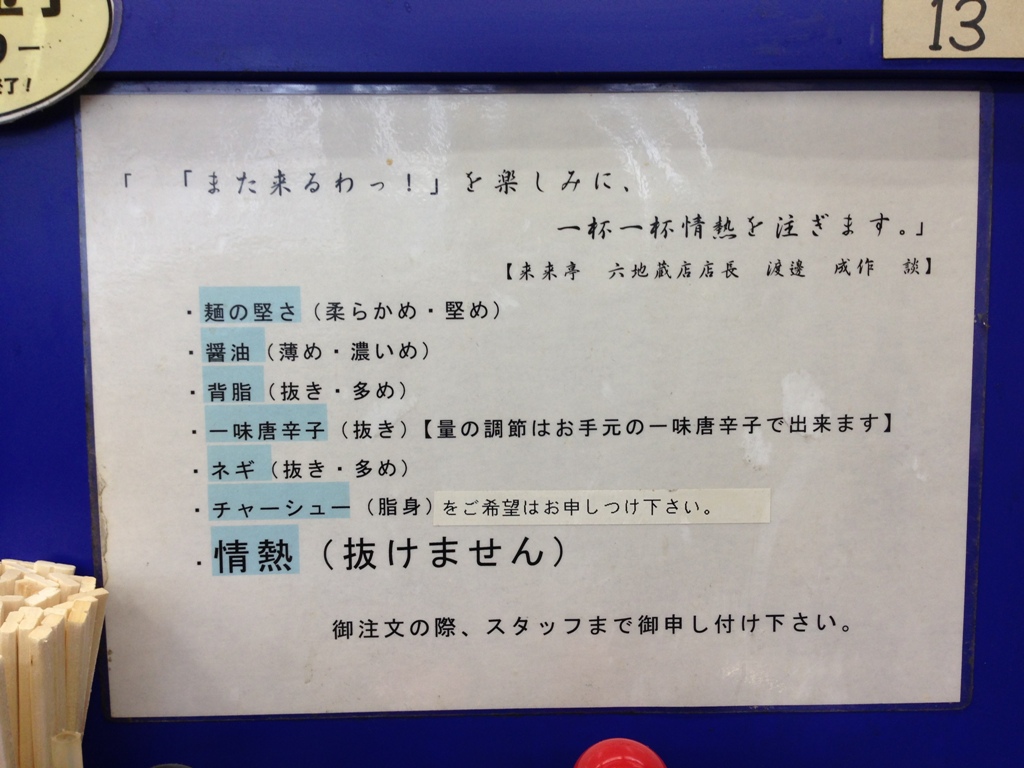 了!
13
「 「また来るわっ!」を楽しみに、
一杯一杯情熱を注ぎます。」
【来来亭 六地蔵店店長 渡邉 成作 談】
・麺の堅さ(柔らかめ・堅め)
・醤油(薄め・濃いめ)
・背脂(抜き・多め)
・一味唐辛子(抜き)【量の調節はお手元の一味唐辛子で出来ます】
・ネギ(抜き・多め)
・チャーシュー(脂身)をご希望はお申しつけ下さい。
・情熱(抜けません)
御注文の際、スタッフまで御申し付け下さい。